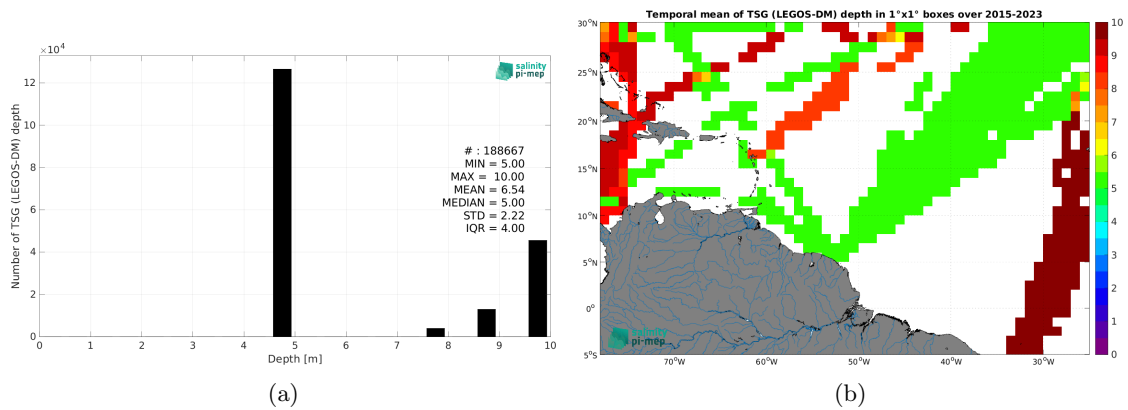 ×10⁴
12
10
8
6
4
2
0
0 1 2 3 4 5 6 7 8 9 10
Number of TSG (LEGOS-DM) depth
Depth [m]
salinity
pi-mep
# : 188667
MIN = 5.00
MAX = 10.00
MEAN = 6.54
MEDIAN = 5.00
STD = 2.22
IQR = 4.00
(a)
Temporal mean of TSG (LEGOS-DM) depth in 1°x1° boxes over 2015-2023
30°N
25°N
20°N
15°N
10°N
5°N
0°
5°S
70°W 60°W 50°W 40°W 30°W
salinity
pi-mep
10
9
8
7
6
5
4
3
2
1
0
(b)